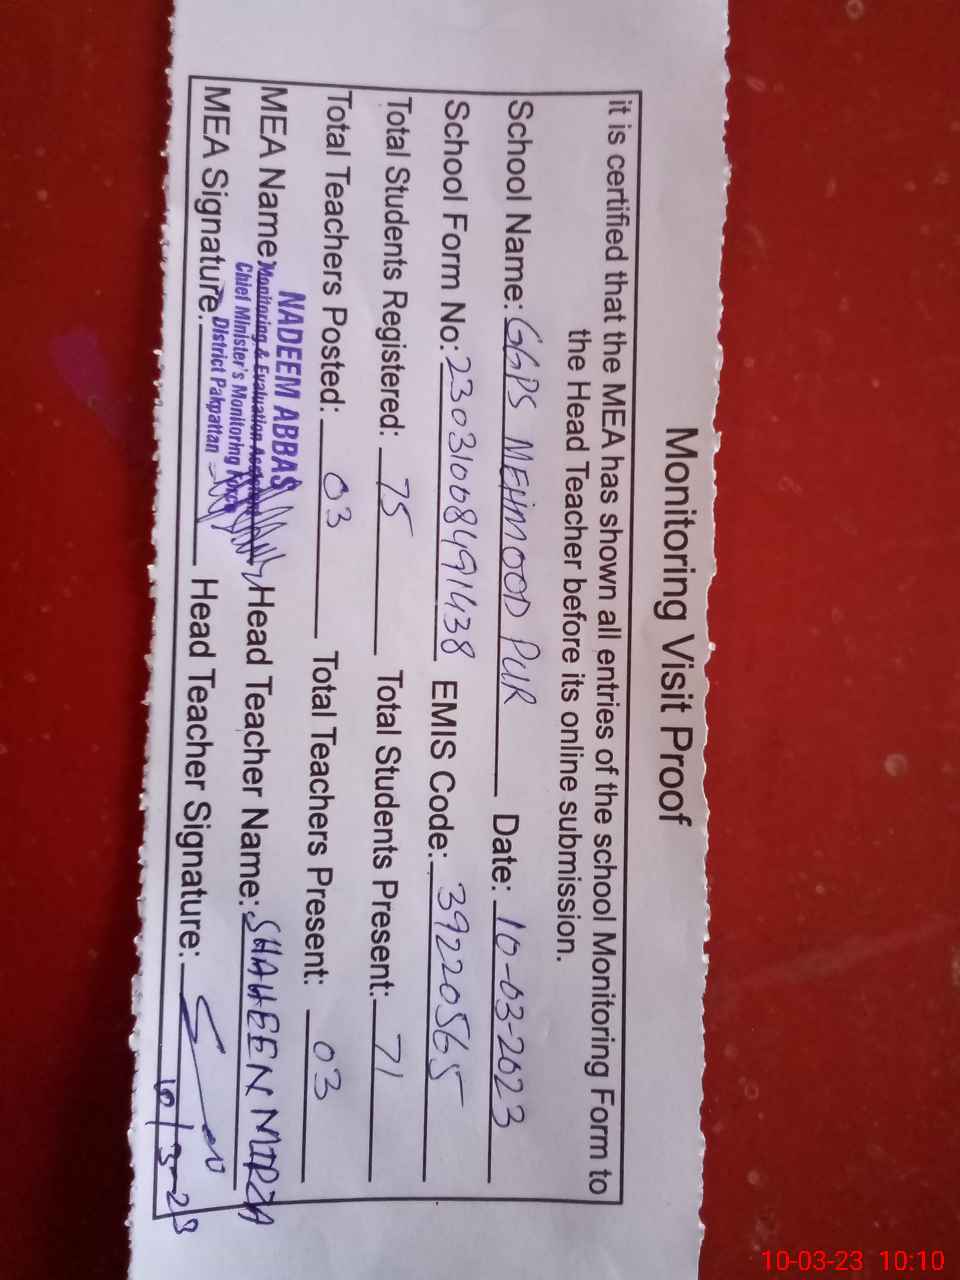 Monitoring Visit Proof
it is certified that the MEA has shown all entries of the school Monitoring Form to
the Head Teacher before its online submission.
School Name: GGPS MEHMOOD PUR Date: 10-03-2023
School Form No: 23031008491438 EMIS Code: 39220565
Total Students Registered: 75 Total Students Present: 71
Total Teachers Posted: 03 Total Teachers Present: 03
NADEEM ABBAS
MEA Name Monitoring & Evaluation Head Teacher Name: SHAHEEN MIRZA
Chief Minister's Monitoring Force
MEA Signature: District Pakpattan Head Teacher Signature:
10/3-23
10-03-23 10:10